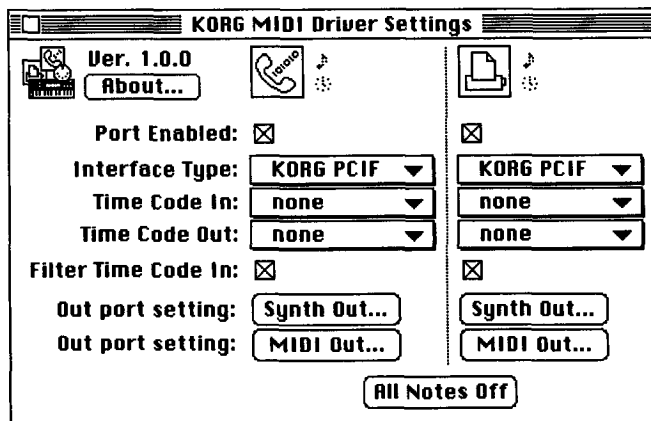 KORG MIDI Driver Settings
Ver. 1.0.0
About...
Port Enabled:
Interface Type: KORG PCIF KORG PCIF
Time Code In: none none
Time Code Out: none none
Filter Time Code In:
Out port setting: Synth Out... Synth Out...
Out port setting: MIDI Out... MIDI Out...
All Notes Off